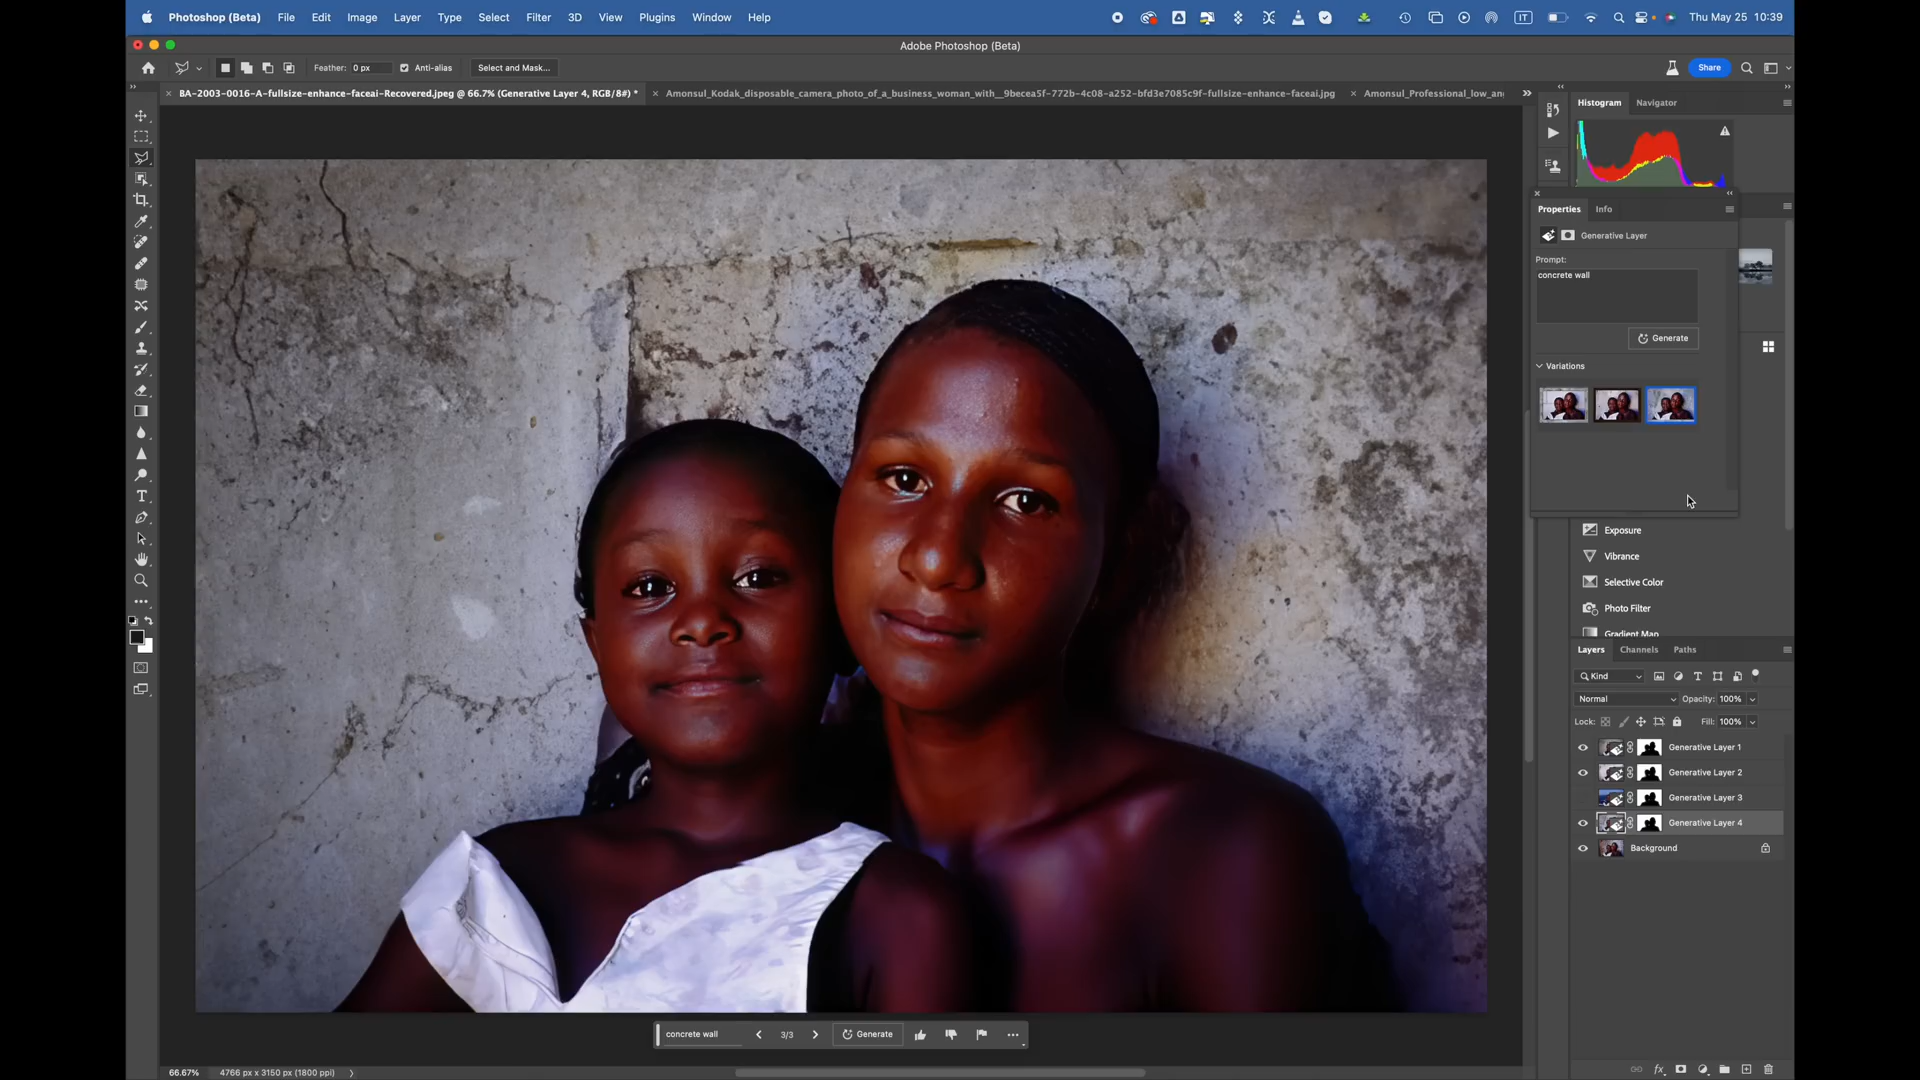 Photoshop (Beta) File Edit Image Layer Type Select Filter 3D View Plugins Window Help IT Thu May 25 10:39
Adobe Photoshop (Beta)
Feather: 0 px Anti-alias Select and Mask... Share
BA-2003-0016-A-fullsize-enhance-faceai-Recovered.jpeg @ 66.7% (Generative Layer 4, RGB/8#) * Amonsul_Kodak_disposable_camera_photo_of_a_business_woman_with__9becea5f-772b-4c08-a252-bfd3e7085c9f-fullsize-enhance-faceai.jpg Amonsul_Professional_low_an
Histogram Navigator
Properties Info
Generative Layer
Prompt:
concrete wall
Generate
Variations
Exposure
Vibrance
Selective Color
Photo Filter
Gradient Map
Layers Channels Paths
Kind
Normal Opacity: 100%
Lock: Fill: 100%
Generative Layer 1
Generative Layer 2
Generative Layer 3
Generative Layer 4
Background
concrete wall 3/3 Generate
66.67% 4766 px x 3150 px (1800 ppi)